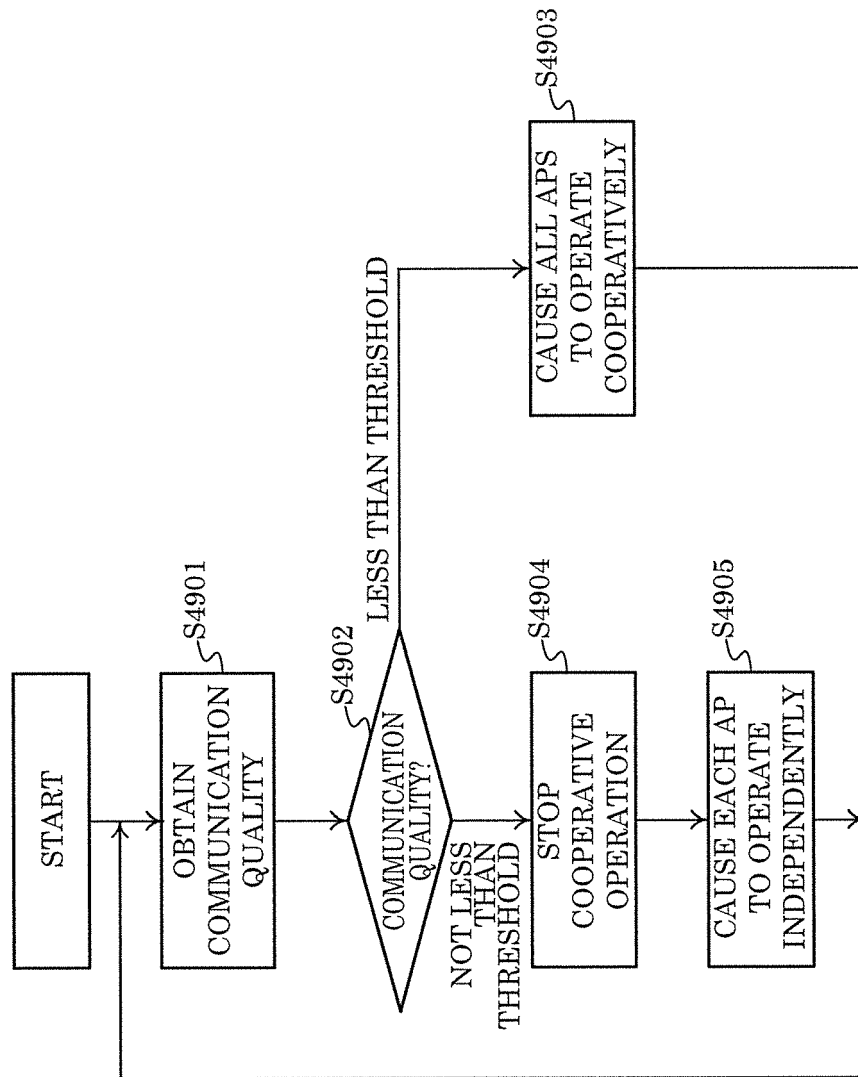 START
S4901
OBTAIN
COMMUNICATION
QUALITY
S4902
COMMUNICATION
QUALITY?
LESS THAN THRESHOLD
NOT LESS
THAN
THRESHOLD
S4903
CAUSE ALL APS
TO OPERATE
COOPERATIVELY
S4904
STOP
COOPERATIVE
OPERATION
S4905
CAUSE EACH AP
TO OPERATE
INDEPENDENTLY